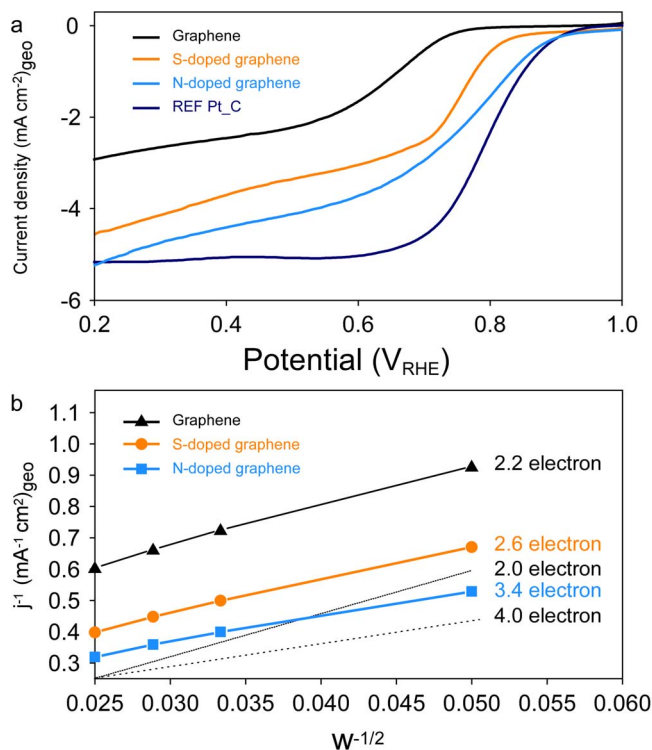 a
Graphene
S-doped graphene
N-doped graphene
REF Pt_C
Current density (mA cm⁻²)geo
0
-2
-4
-6
0.2 0.4 0.6 0.8 1.0
Potential (V_RHE)
b
Graphene
S-doped graphene
N-doped graphene
j⁻¹ (mA⁻¹ cm²)geo
1.1
1.0
0.9
0.8
0.7
0.6
0.5
0.4
0.3
2.2 electron
2.6 electron
2.0 electron
3.4 electron
4.0 electron
0.025 0.030 0.035 0.040 0.045 0.050 0.055 0.060
w⁻¹/²